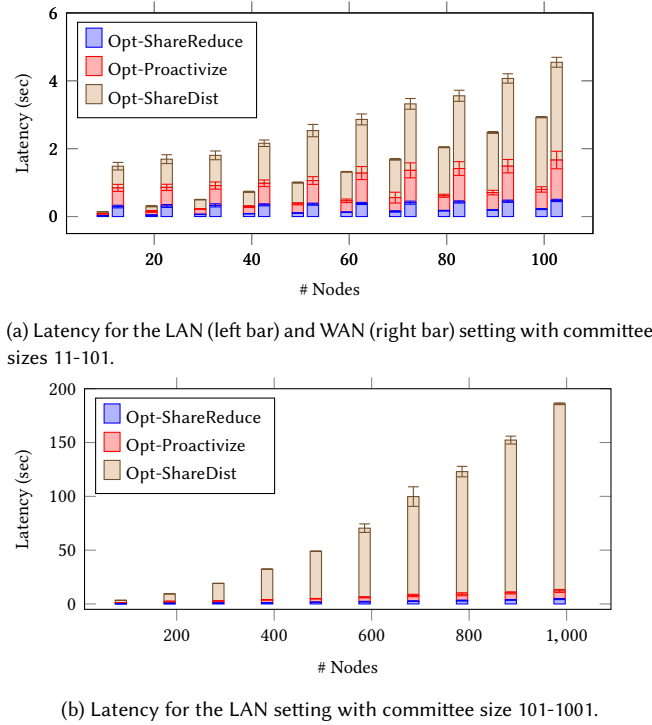 6
4
2
0
Latency (sec)
Opt-ShareReduce
Opt-Proactivize
Opt-ShareDist
20 40 60 80 100
# Nodes
(a) Latency for the LAN (left bar) and WAN (right bar) setting with committee
sizes 11-101.
200
150
100
50
0
Latency (sec)
Opt-ShareReduce
Opt-Proactivize
Opt-ShareDist
200 400 600 800 1,000
# Nodes
(b) Latency for the LAN setting with committee size 101-1001.